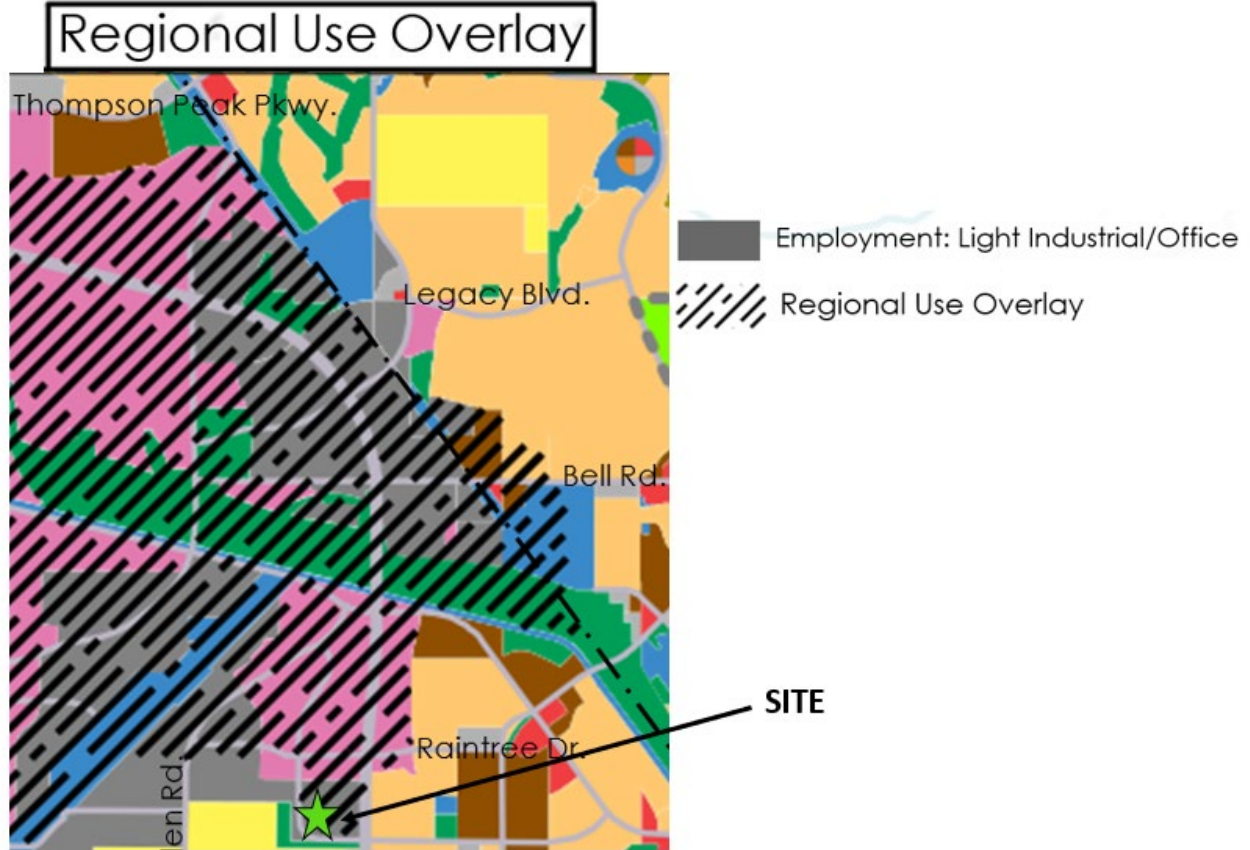 Regional Use Overlay
Thompson Peak Pkwy.
Employment: Light Industrial/Office
Legacy Blvd.
Regional Use Overlay
Bell Rd.
SITE
Raintree Dr.
Rd.